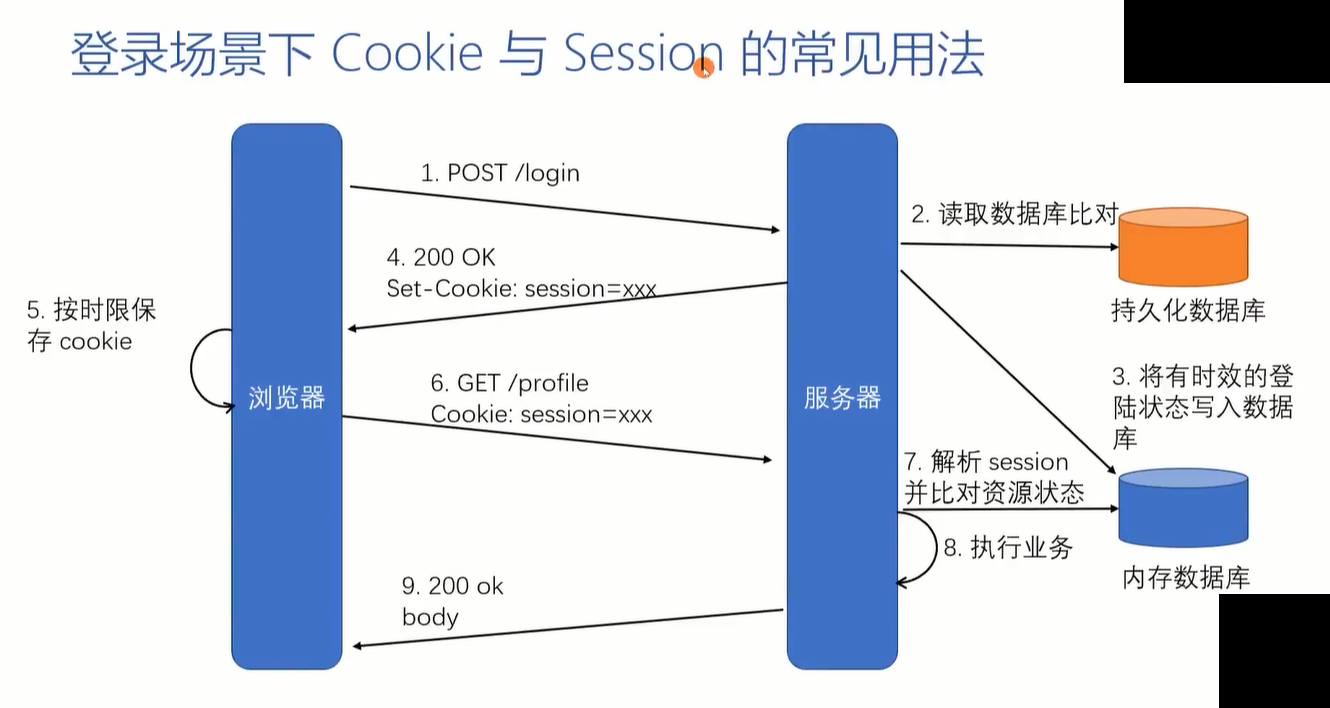 登录场景下 Cookie 与 Session 的常见用法
1. POST /login
2. 读取数据库比对
持久化数据库
3. 将有时效的登
陆状态写入数据
库
4. 200 OK
Set-Cookie: session=xxx
5. 按时限保
存 cookie
浏览器
服务器
6. GET /profile
Cookie: session=xxx
7. 解析 session
并比对资源状态
8. 执行业务
内存数据库
9. 200 ok
body